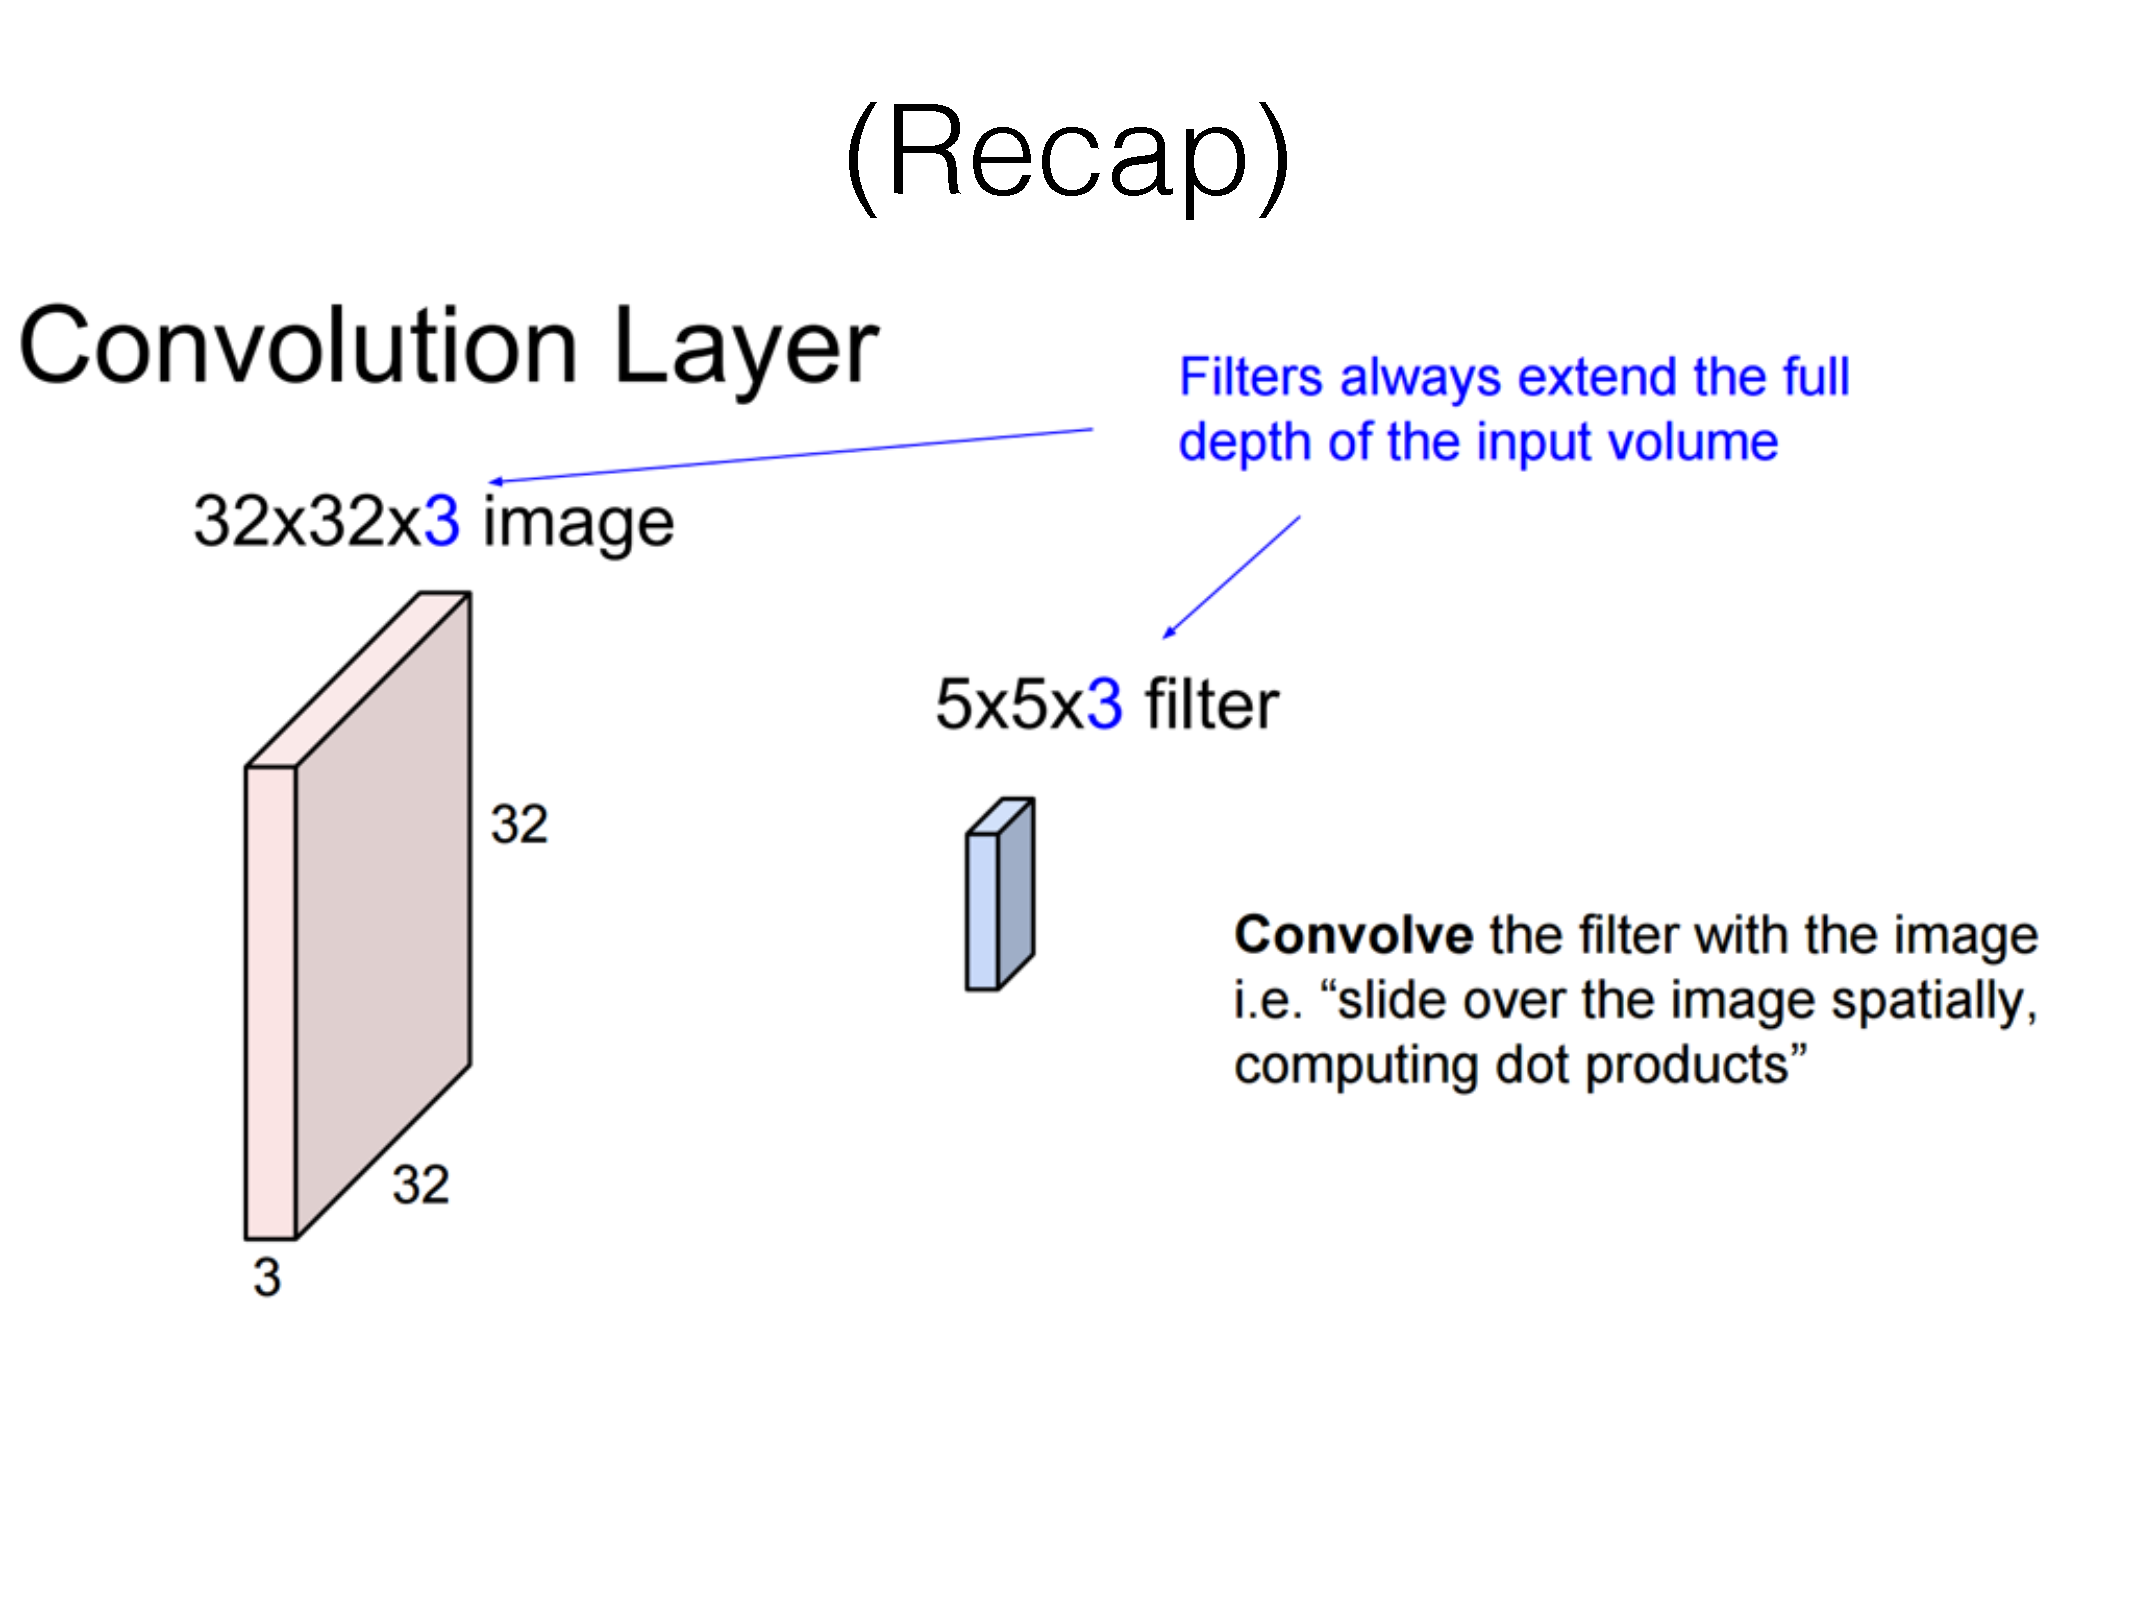 (Recap)
Convolution Layer
Filters always extend the full
depth of the input volume
32x32x3 image
5x5x3 filter
32
32
3
Convolve the filter with the image
i.e. “slide over the image spatially,
computing dot products”